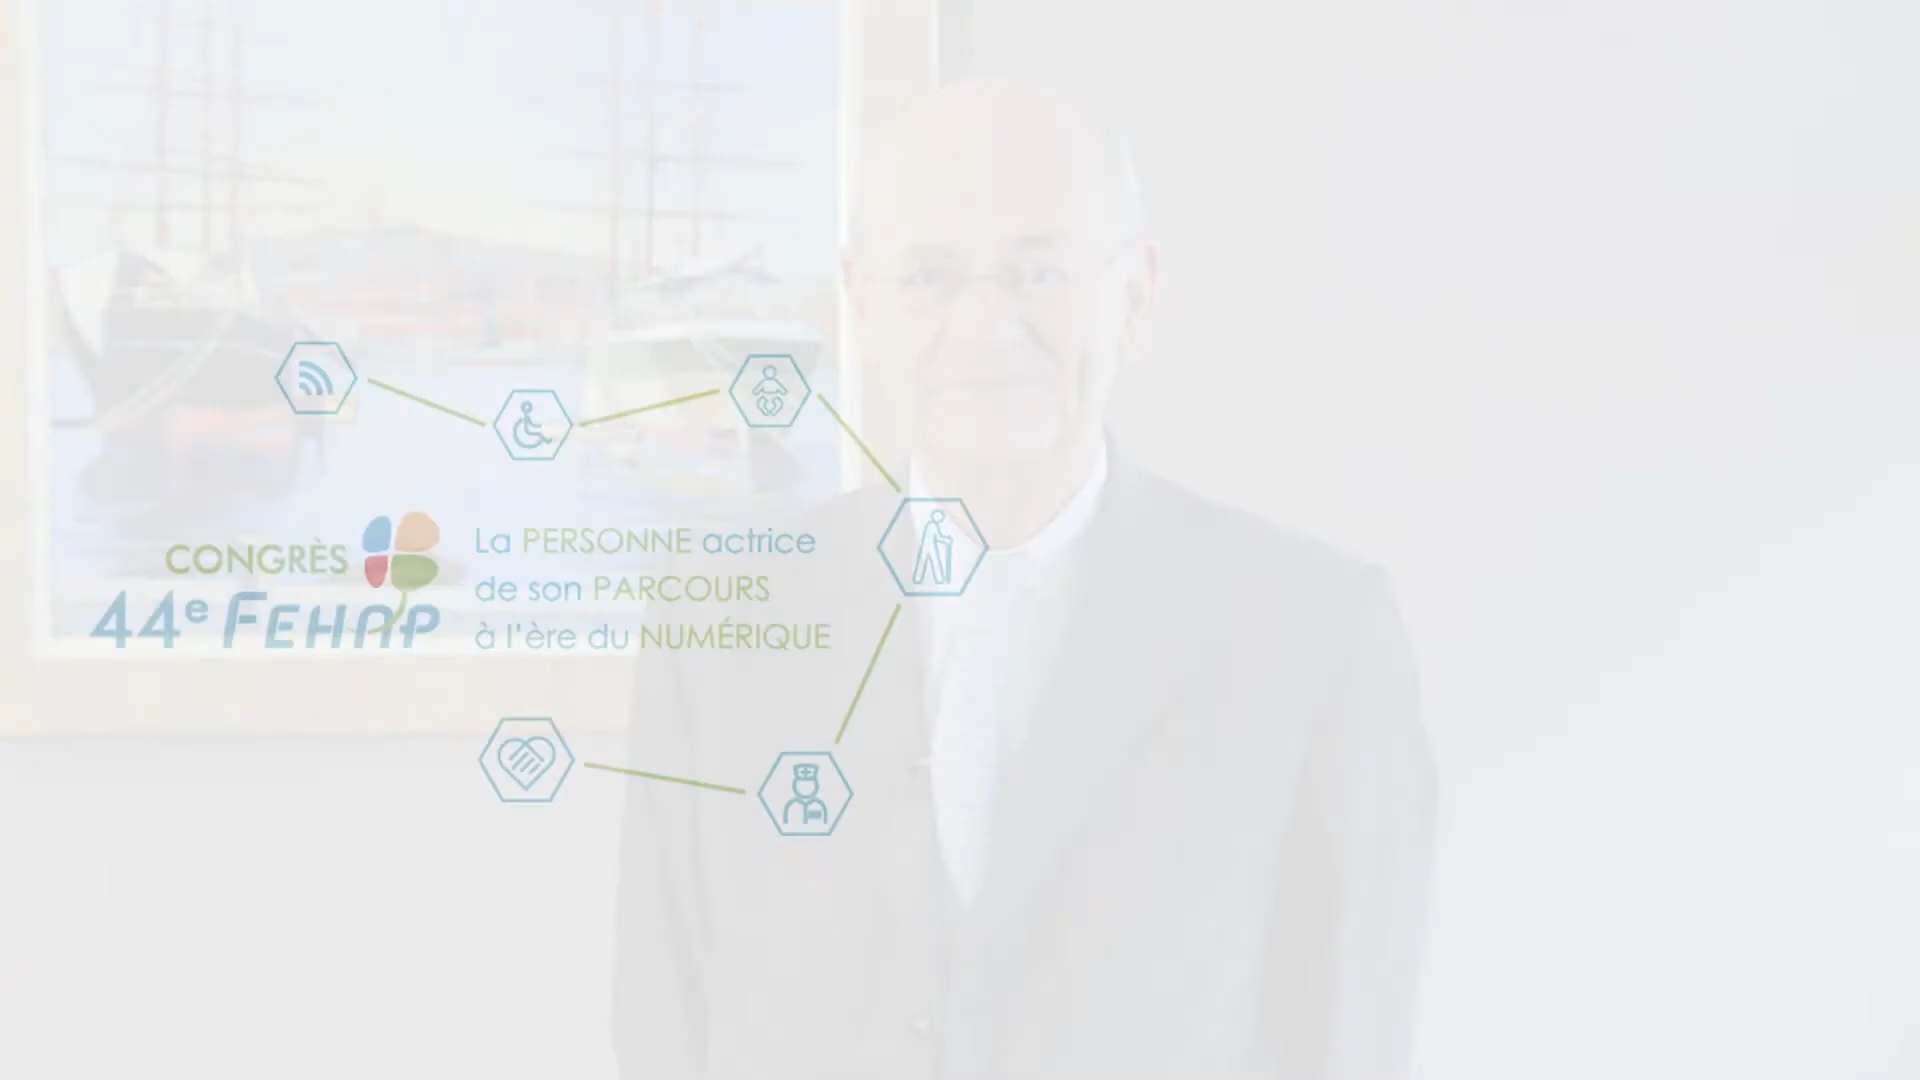 CONGRÈS
44e FEHAP
La PERSONNE actrice
de son PARCOURS
à l'ère du NUMÉRIQUE